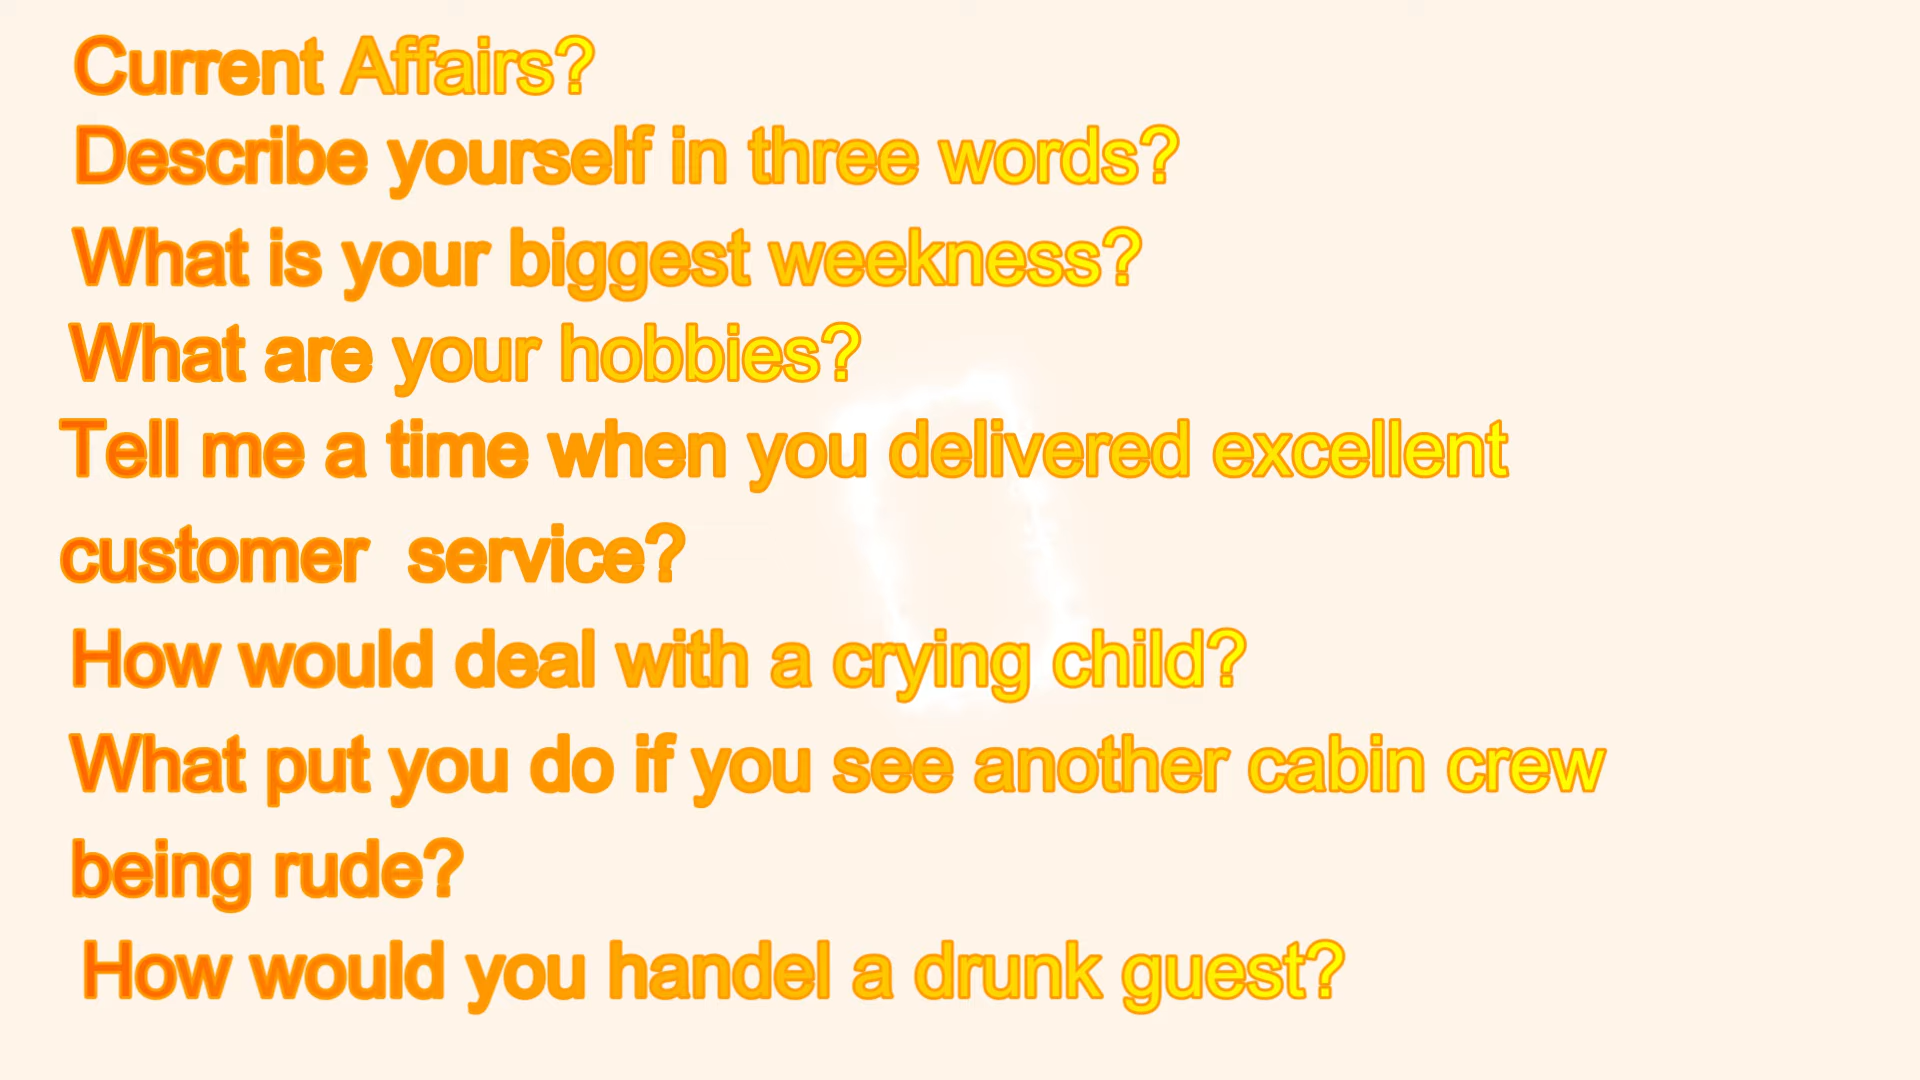 Current Affairs?
Describe yourself in three words?
What is your biggest weekness?
What are your hobbies?
Tell me a time when you delivered excellent
customer service?
How would deal with a crying child?
What put you do if you see another cabin crew
being rude?
How would you handel a drunk guest?